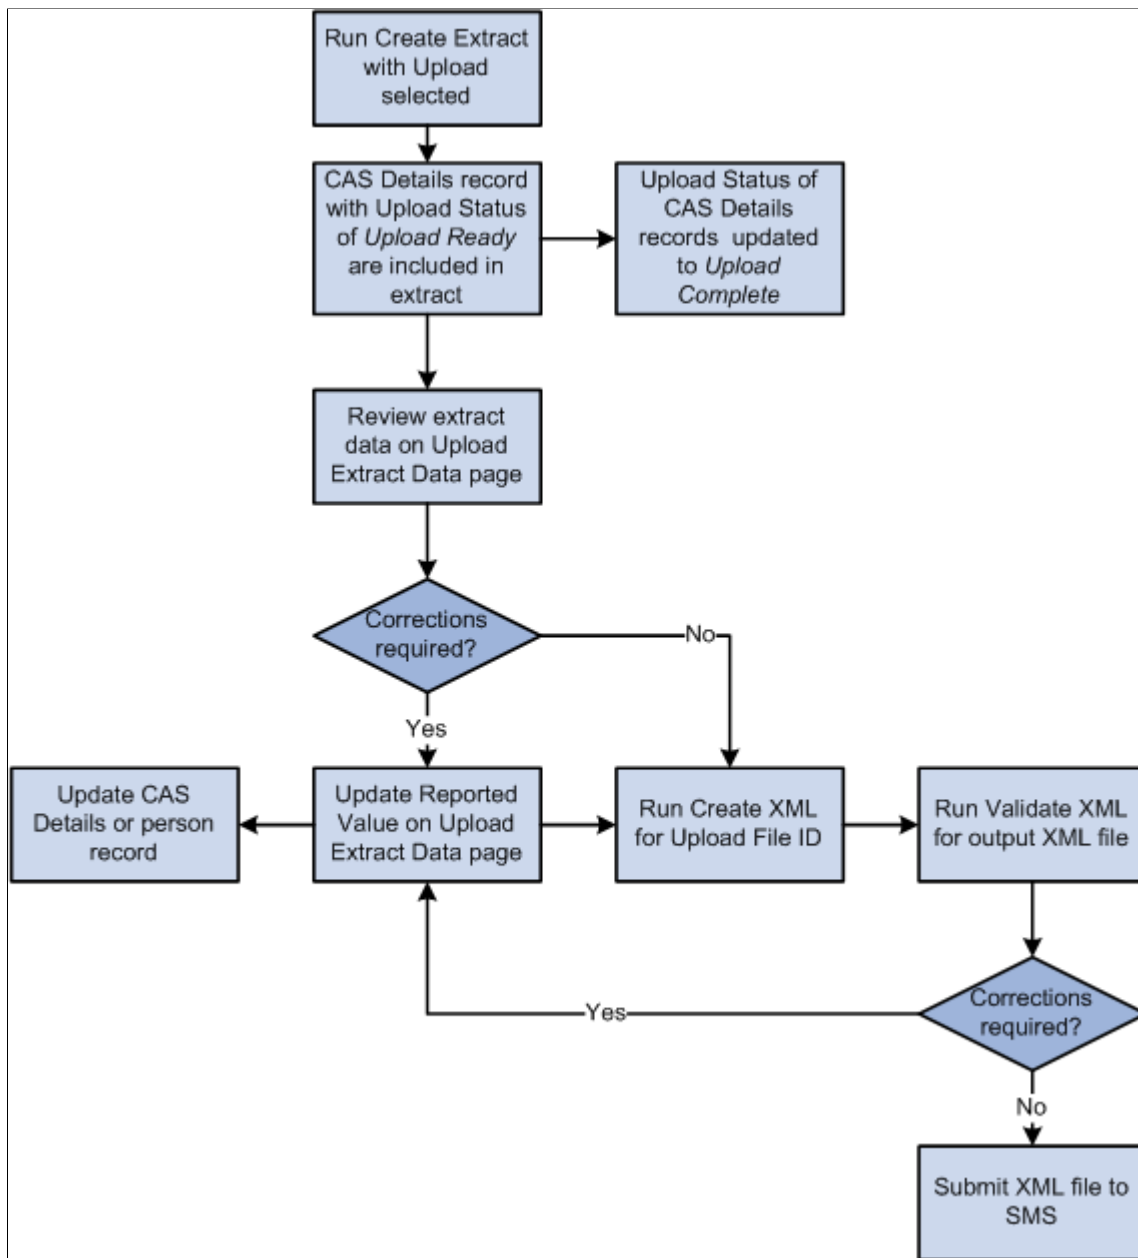 Run Create Extract
with Upload
selected
CAS Details record
with Upload Status
of Upload Ready
are included in
extract
Upload Status of
CAS Details
records updated
to Upload
Complete
Review extract
data on Upload
Extract Data page
Corrections
required?
No
Yes
Update CAS
Details or person
record
Update Reported
Value on Upload
Extract Data page
Run Create XML
for Upload File ID
Run Validate XML
for output XML file
Corrections
required?
Yes
No
Submit XML file to
SMS